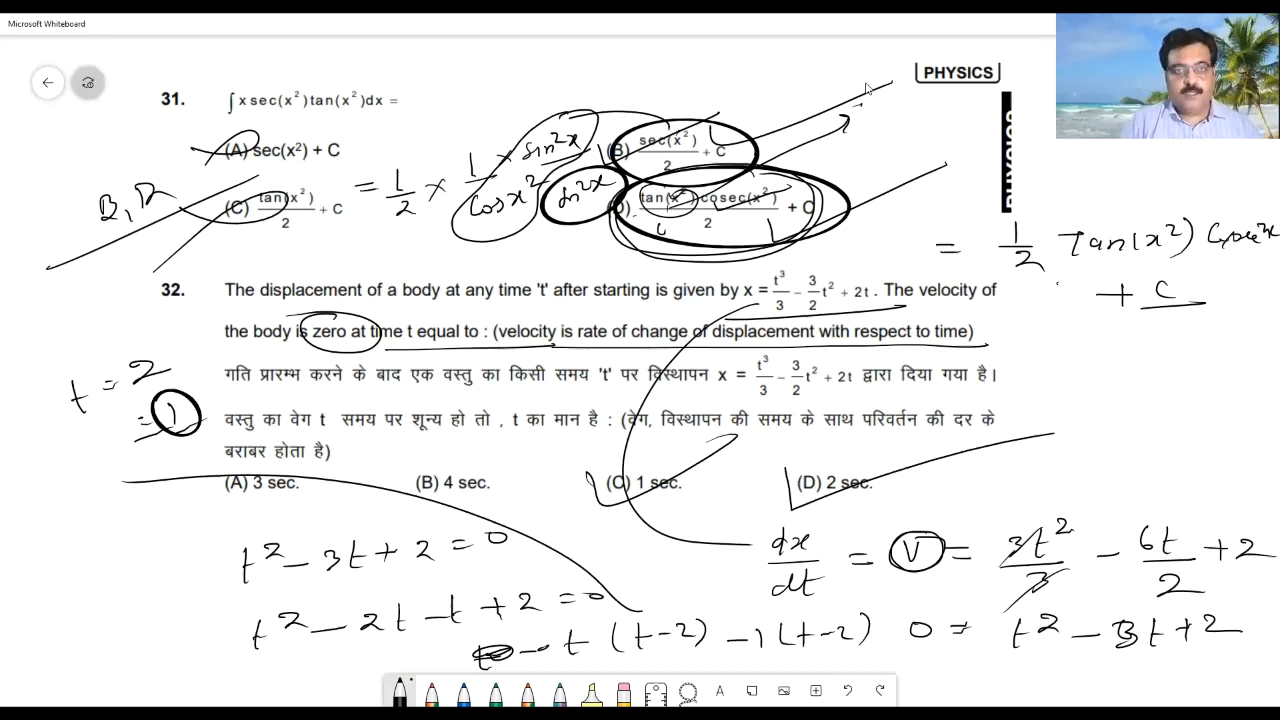 Microsoft Whiteboard
PHYSICS
PHYSICS
31. ∫ x sec(x²) tan(x²)dx =
(A) sec(x²) + C
(B) sec(x²)/2 + C
(C) tan(x²)/2 + C
(D) tan(x²)cosec(x²)/2 + C
B, D
= 1/2 × 1/cos x² × sin²x/sin²x
= 1/2 Tan(x²) Cosec²x
+ C
32. The displacement of a body at any time 't' after starting is given by x = t³/3 − 3/2 t² + 2t . The velocity of
the body is zero at time t equal to : (velocity is rate of change of displacement with respect to time)
गति प्रारम्भ करने के बाद एक वस्तु का किसी समय 't' पर विस्थापन x = t³/3 − 3/2 t² + 2t द्वारा दिया गया है।
वस्तु का वेग t समय पर शून्य हो तो , t का मान है : (वेग, विस्थापन की समय के साथ परिवर्तन की दर के
बराबर होता है)
t = 2
= 1
(A) 3 sec. (B) 4 sec. (C) 1 sec. (D) 2 sec.
t² − 3t + 2 = 0
dx/dt = V = 3t²/3 − 6t/2 + 2
t² − 2t − t + 2 = 0
t (t−2) −1 (t−2)
0 = t² − 3t + 2